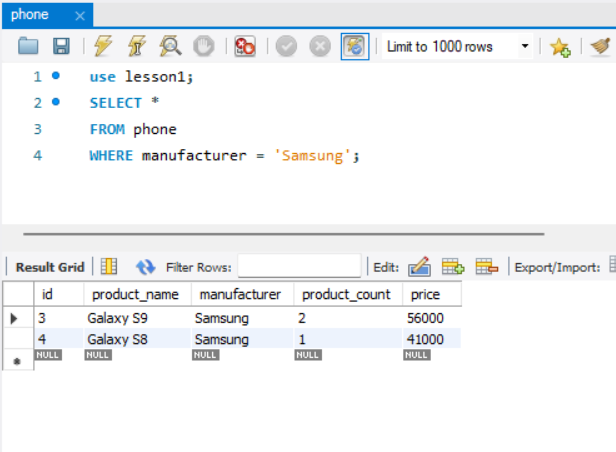 phone
Limit to 1000 rows
1 use lesson1;
2 SELECT *
3 FROM phone
4 WHERE manufacturer = 'Samsung';
Result Grid Filter Rows: Edit: Export/Import:
id product_name manufacturer product_count price
3 Galaxy S9 Samsung 2 56000
4 Galaxy S8 Samsung 1 41000
NULL NULL NULL NULL NULL